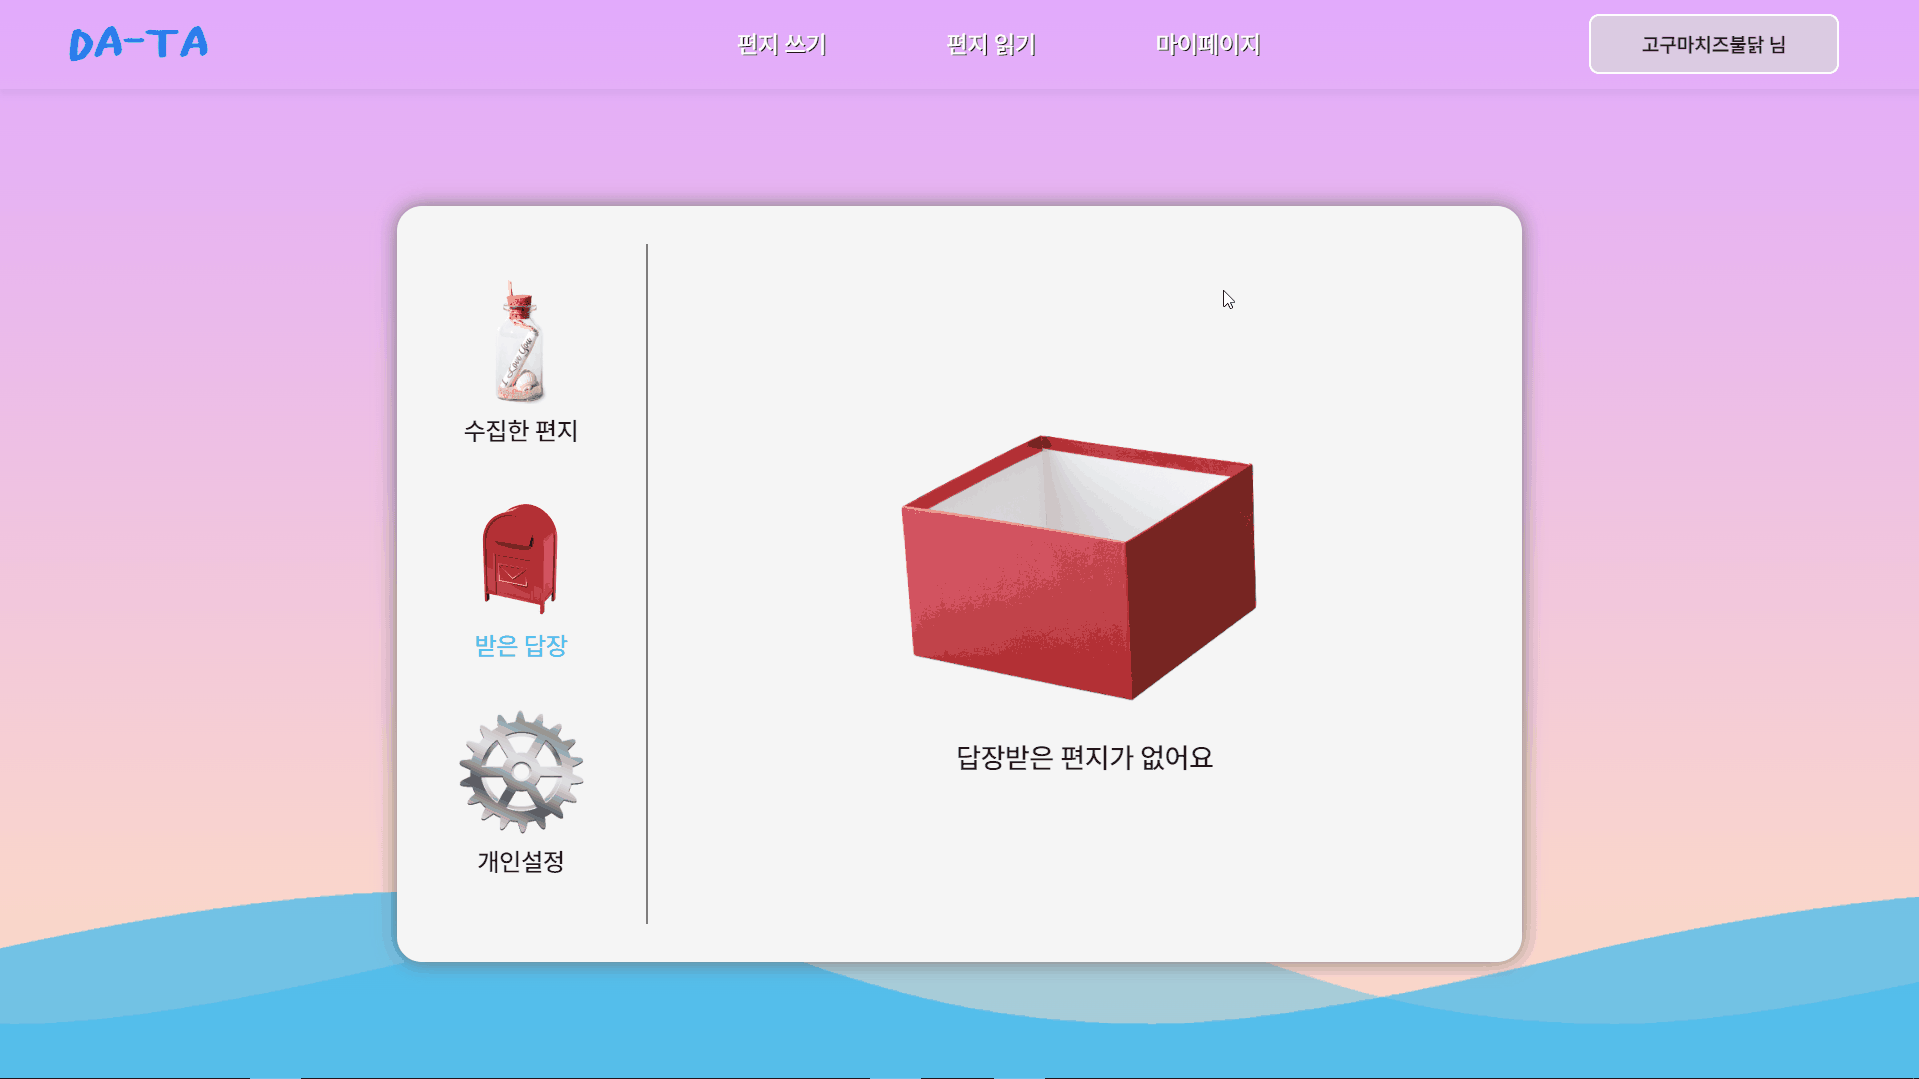 DA-TA
편지 쓰기
편지 읽기
마이페이지
고구마치즈불닭 님
I Love You
수집한 편지
받은 답장
개인설정
답장받은 편지가 없어요